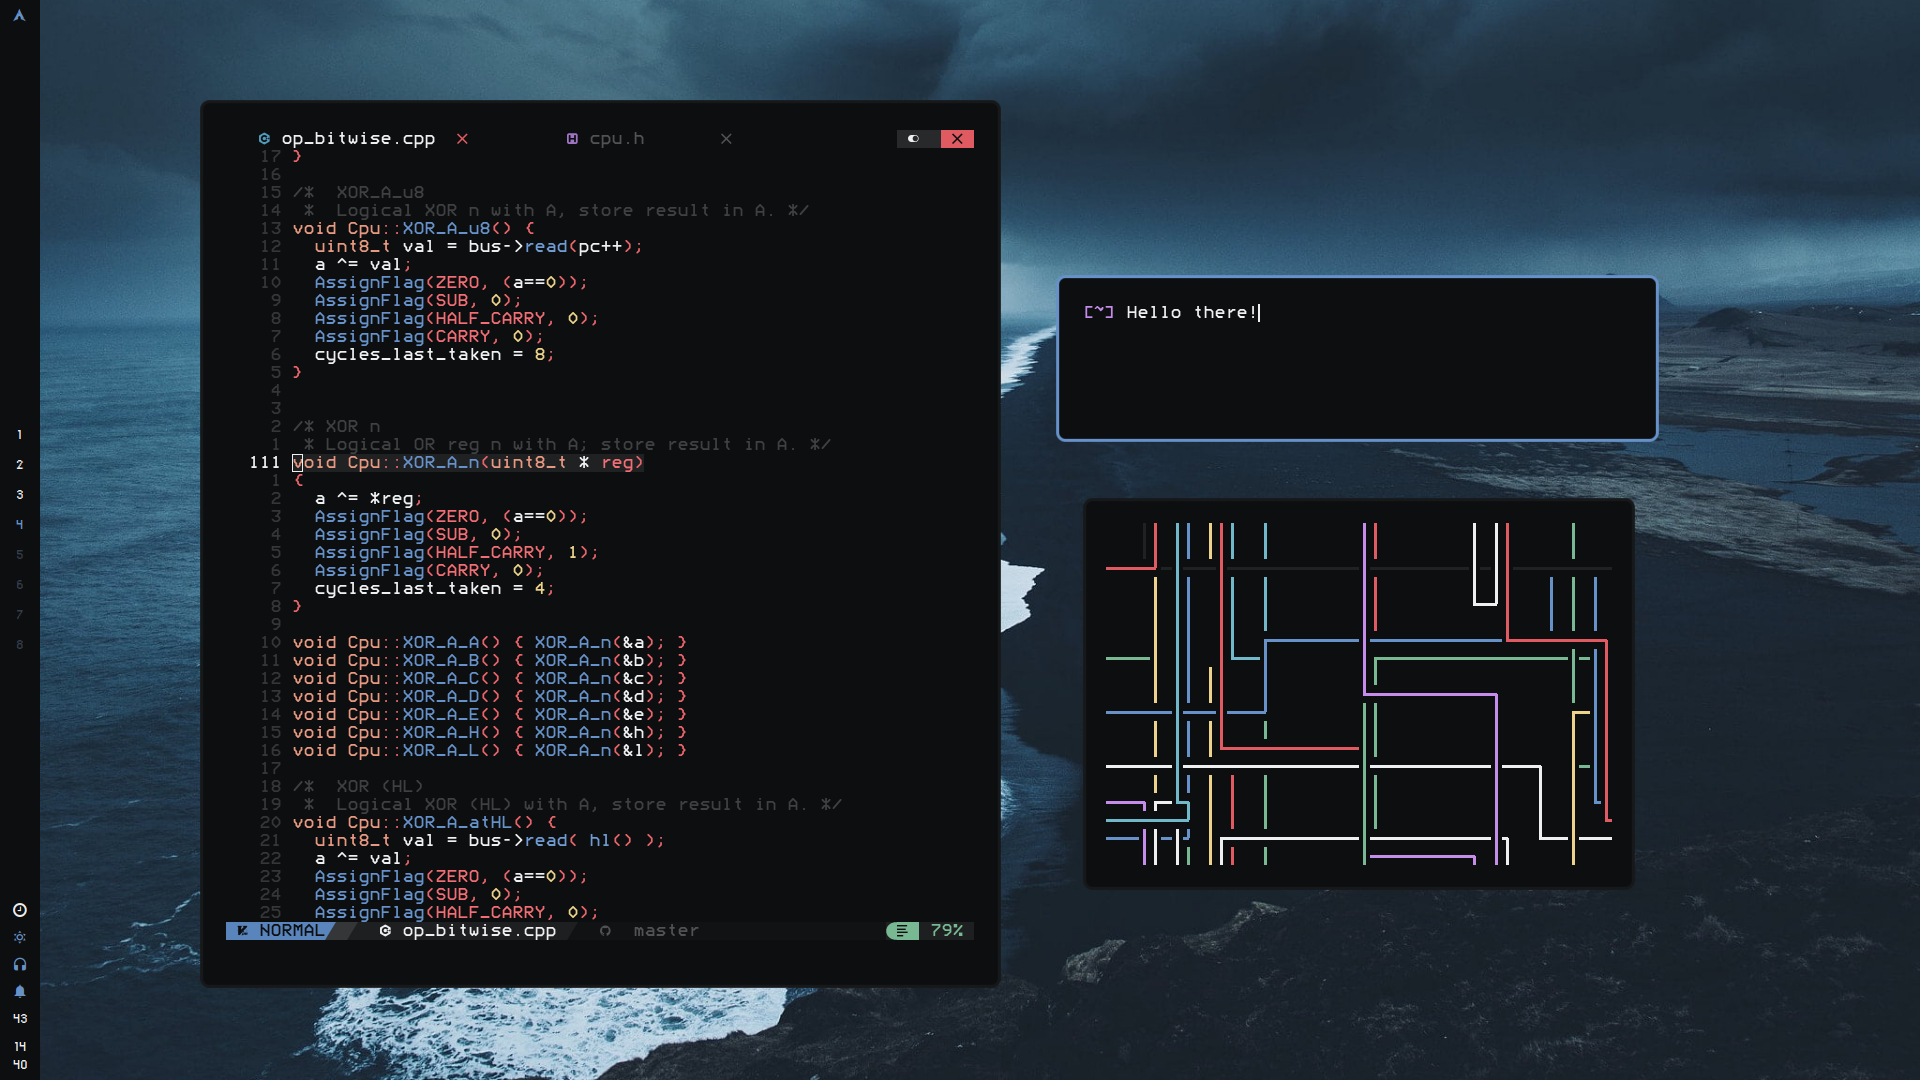 op_bitwise.cpp cpu.h
17 }
16
15 /*  XOR_A_u8
14  *  Logical XOR n with A, store result in A. */
13 void Cpu::XOR_A_u8() {
12   uint8_t val = bus->read(pc++);
11   a ^= val;
10   AssignFlag(ZERO, (a==0));
9   AssignFlag(SUB, 0);
8   AssignFlag(HALF_CARRY, 0);
7   AssignFlag(CARRY, 0);
6   cycles_last_taken = 8;
5 }
4
3
2 /* XOR n
1  * Logical OR reg n with A; store result in A. */
111 void Cpu::XOR_A_n(uint8_t * reg)
1 {
2   a ^= *reg;
3   AssignFlag(ZERO, (a==0));
4   AssignFlag(SUB, 0);
5   AssignFlag(HALF_CARRY, 1);
6   AssignFlag(CARRY, 0);
7   cycles_last_taken = 4;
8 }
9
10 void Cpu::XOR_A_A() { XOR_A_n(&a); }
11 void Cpu::XOR_A_B() { XOR_A_n(&b); }
12 void Cpu::XOR_A_C() { XOR_A_n(&c); }
13 void Cpu::XOR_A_D() { XOR_A_n(&d); }
14 void Cpu::XOR_A_E() { XOR_A_n(&e); }
15 void Cpu::XOR_A_H() { XOR_A_n(&h); }
16 void Cpu::XOR_A_L() { XOR_A_n(&l); }
17
18 /*  XOR (HL)
19  *  Logical XOR (HL) with A, store result in A. */
20 void Cpu::XOR_A_atHL() {
21   uint8_t val = bus->read( hl() );
22   a ^= val;
23   AssignFlag(ZERO, (a==0));
24   AssignFlag(SUB, 0);
25   AssignFlag(HALF_CARRY, 0);
NORMAL op_bitwise.cpp master 79%
[~] Hello there!
1
2
3
4
5
6
7
8
43
14
40